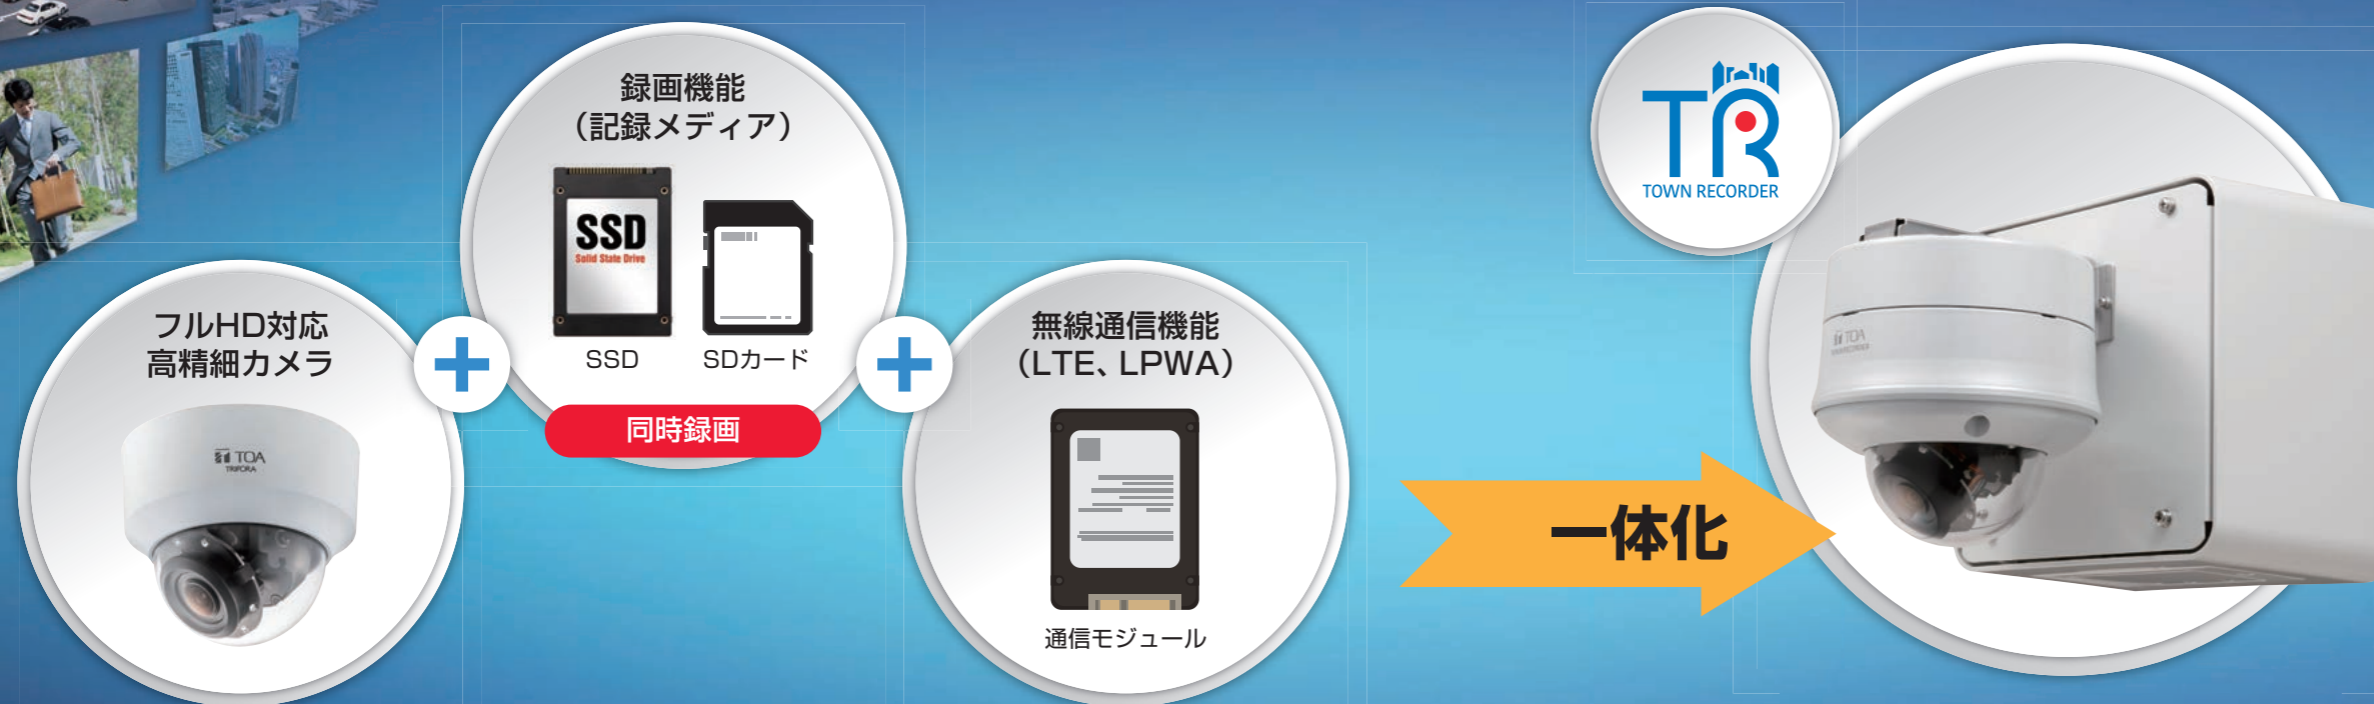 フルHD対応
高精細カメラ
TOA
TRIFORA
録画機能
（記録メディア）
SSD
Solid State Drive
SSD
SDカード
同時録画
無線通信機能
（LTE、LPWA）
通信モジュール
一体化
TR
TOWN RECORDER
TOA